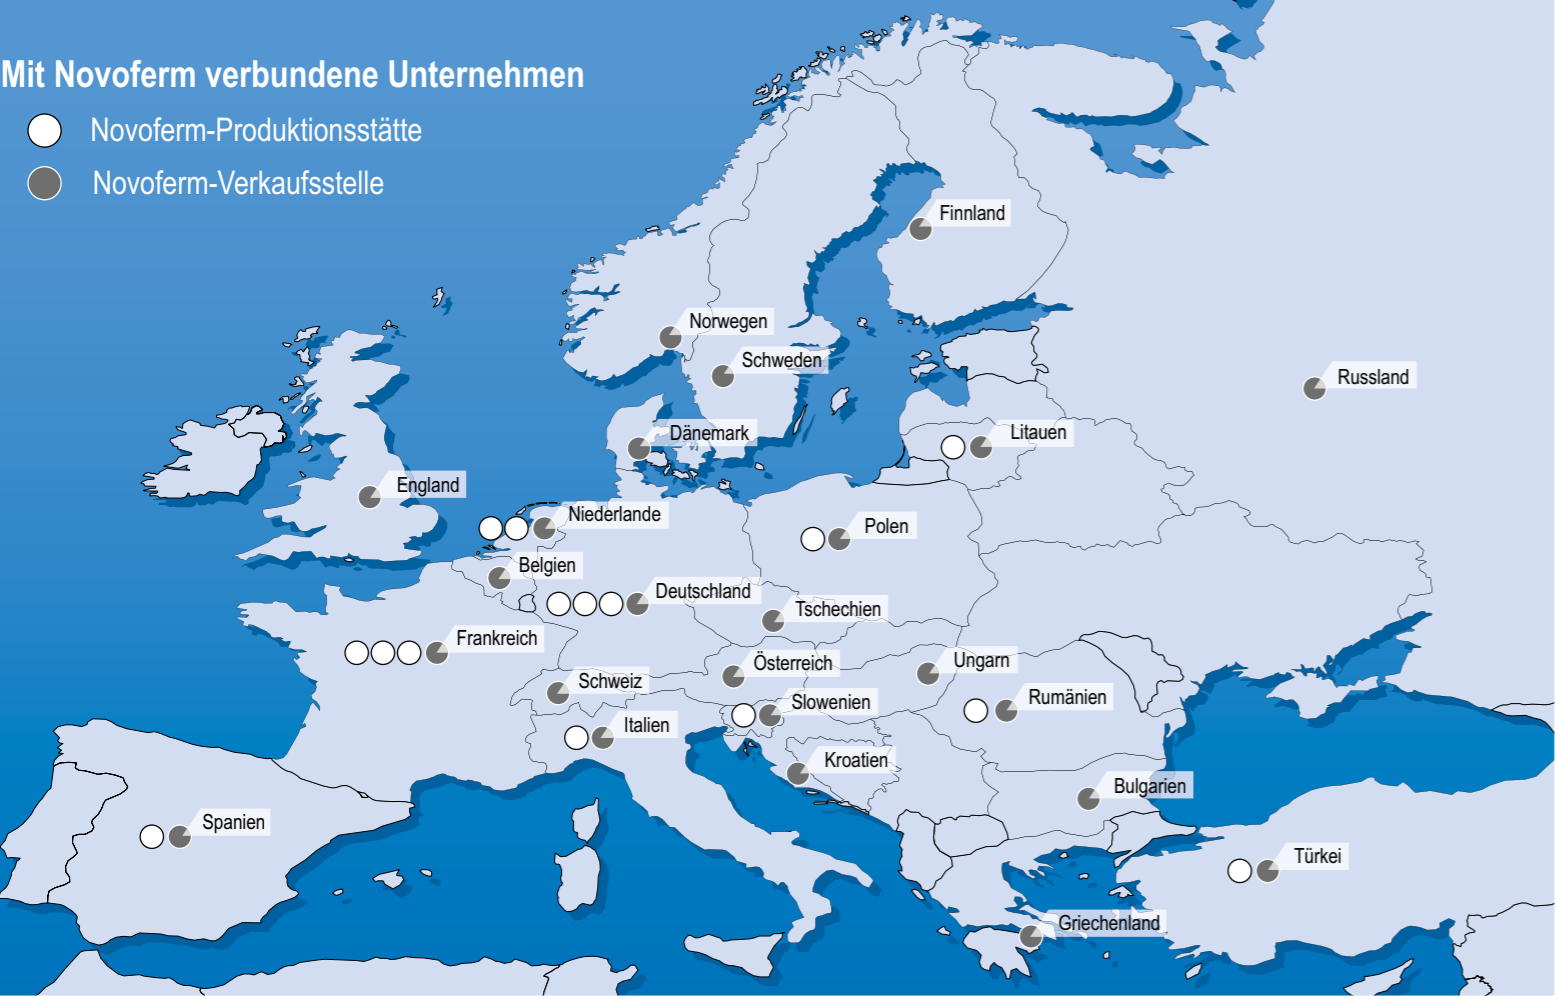 Mit Novoferm verbundene Unternehmen
Novoferm-Produktionsstätte
Novoferm-Verkaufsstelle
Finnland
Norwegen
Schweden
Russland
Dänemark
Litauen
England
Niederlande
Polen
Belgien
Deutschland
Tschechien
Frankreich
Österreich
Ungarn
Schweiz
Slowenien
Rumänien
Italien
Kroatien
Bulgarien
Spanien
Türkei
Griechenland